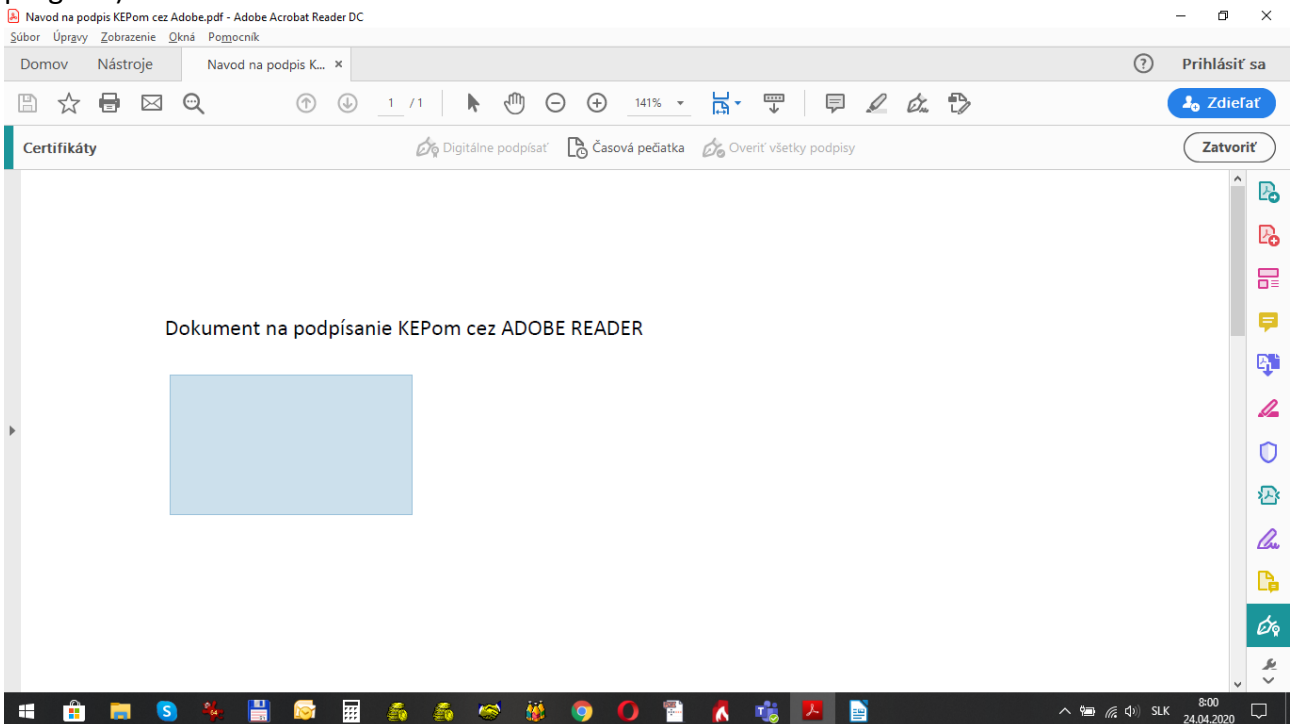 Navod na podpis KEPom cez Adobe.pdf - Adobe Acrobat Reader DC
Súbor Úpravy Zobrazenie Okná Pomocník
Domov Nástroje Navod na podpis K... × ? Prihlásiť sa
1 / 1 141% Zdieľať
Certifikáty Digitálne podpísať Časová pečiatka Overiť všetky podpisy Zatvoriť
Dokument na podpísanie KEPom cez ADOBE READER
SLK 8:00
24.04.2020